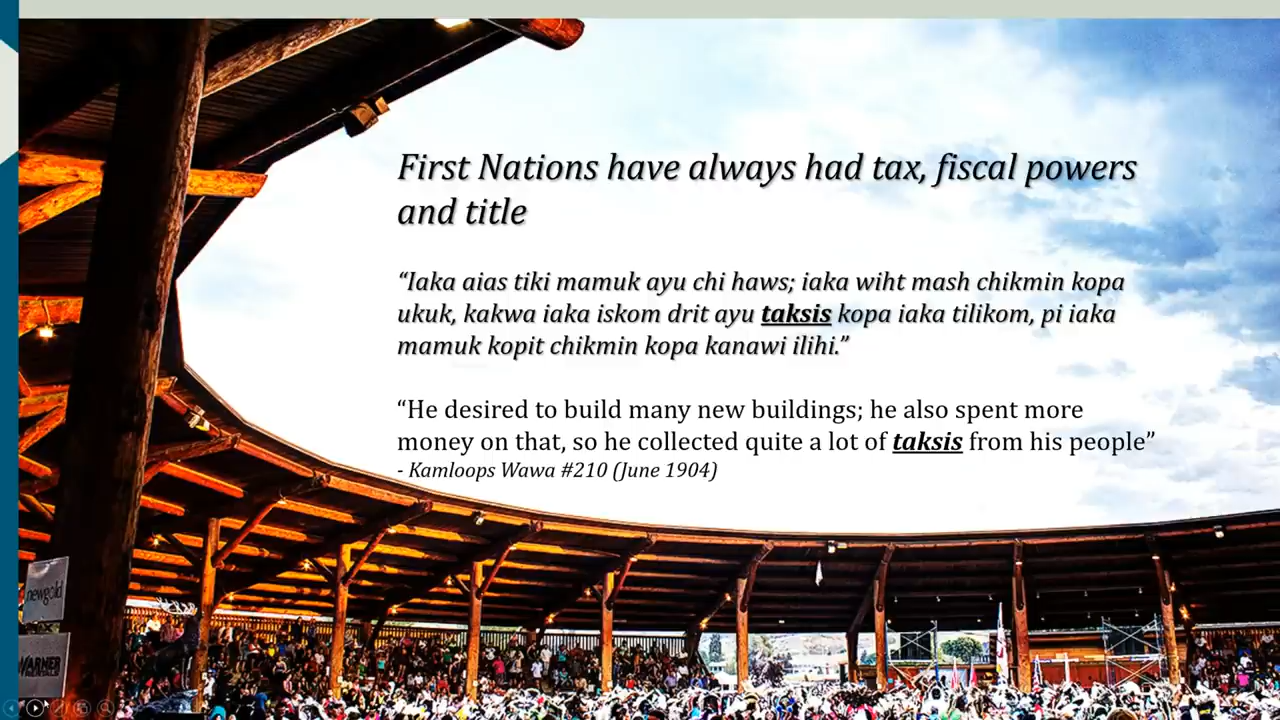 First Nations have always had tax, fiscal powers
and title
“Iaka aias tiki mamuk ayu chi haws; iaka wiht mash chikmin kopa
ukuk, kakwa iaka iskom drit ayu taksis kopa iaka tilikom, pi iaka
mamuk kopit chikmin kopa kanawi ilihi.”
“He desired to build many new buildings; he also spent more
money on that, so he collected quite a lot of taksis from his people”
- Kamloops Wawa #210 (June 1904)
newgold
WARNER